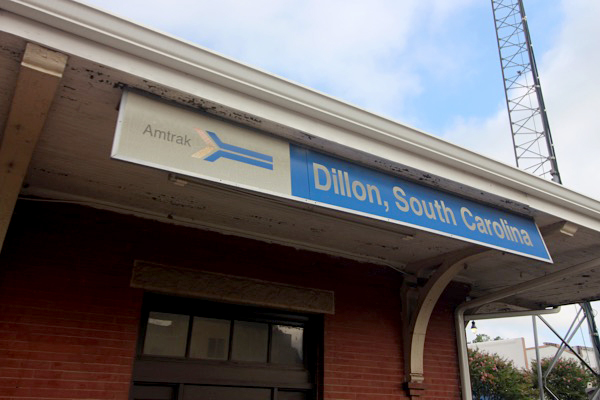 Amtrak
Dillon, South Carolina